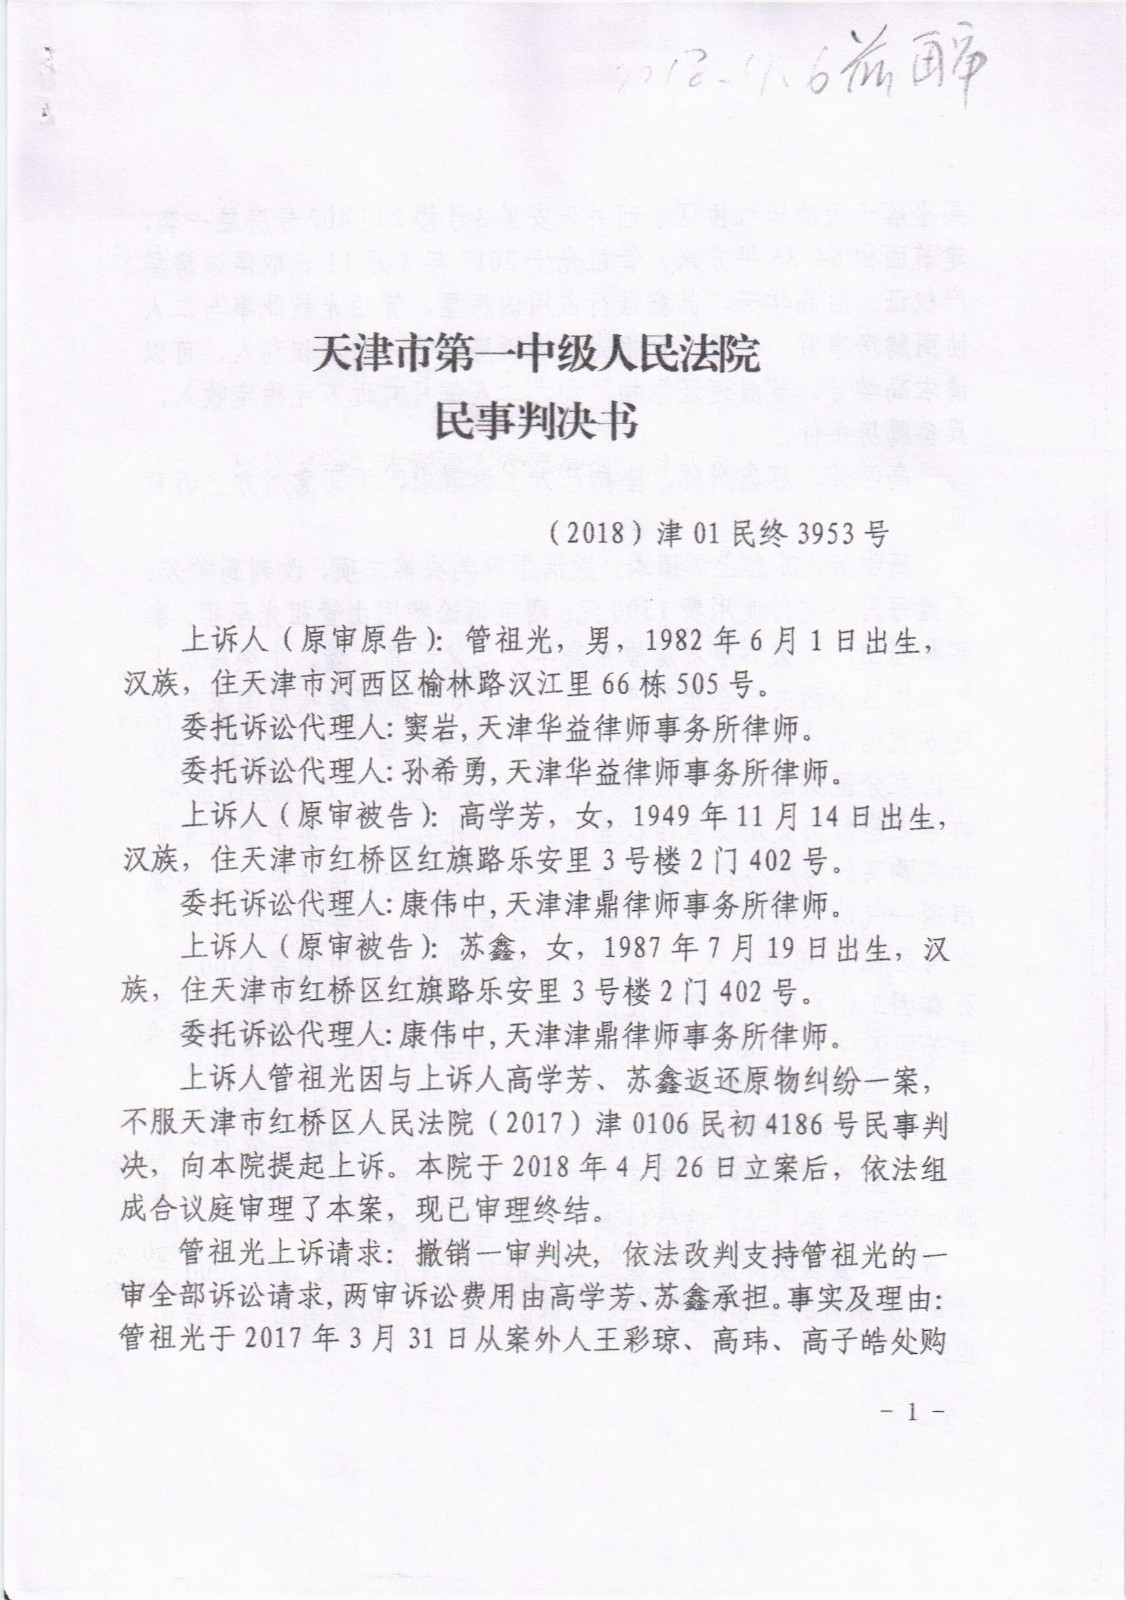 天津市第一中级人民法院
民事判决书
（2018）津 01 民终 3953 号
上诉人（原审原告）：管祖光，男，1982 年 6 月 1 日出生，
汉族，住天津市河西区榆林路汉江里 66 栋 505 号。
委托诉讼代理人：窦岩，天津华益律师事务所律师。
委托诉讼代理人：孙希勇，天津华益律师事务所律师。
上诉人（原审被告）：高学芳，女，1949 年 11 月 14 日出生，
汉族，住天津市红桥区红旗路乐安里 3 号楼 2 门 402 号。
委托诉讼代理人：康伟中，天津津鼎律师事务所律师。
上诉人（原审被告）：苏鑫，女，1987 年 7 月 19 日出生，汉
族，住天津市红桥区红旗路乐安里 3 号楼 2 门 402 号。
委托诉讼代理人：康伟中，天津津鼎律师事务所律师。
上诉人管祖光因与上诉人高学芳、苏鑫返还原物纠纷一案，
不服天津市红桥区人民法院（2017）津 0106 民初 4186 号民事判
决，向本院提起上诉。本院于 2018 年 4 月 26 日立案后，依法组
成合议庭审理了本案，现已审理终结。
管祖光上诉请求：撤销一审判决，依法改判支持管祖光的一
审全部诉讼请求，两审诉讼费用由高学芳、苏鑫承担。事实及理由：
管祖光于 2017 年 3 月 31 日从案外人王彩琼、高玮、高子皓处购
- 1 -